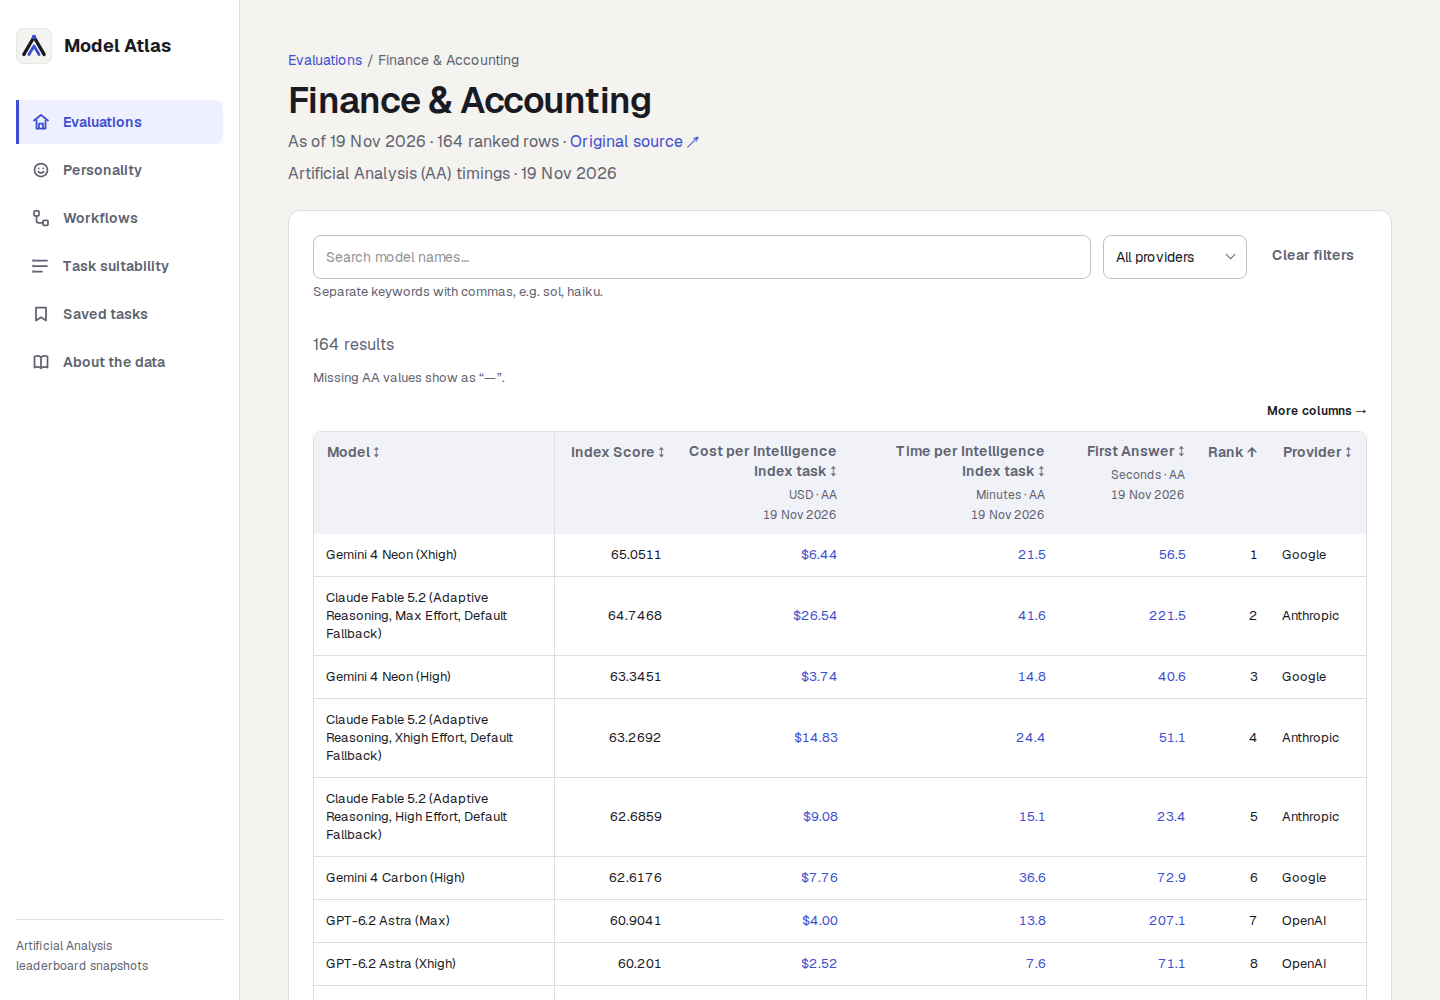 Model Atlas
Evaluations
Personality
Workflows
Task suitability
Saved tasks
About the data
Artificial Analysis
leaderboard snapshots
Evaluations / Finance & Accounting
Finance & Accounting
As of 19 Nov 2026 · 164 ranked rows · Original source ↗
Artificial Analysis (AA) timings · 19 Nov 2026
Search model names…
All providers
Clear filters
Separate keywords with commas, e.g. sol, haiku.
164 results
Missing AA values show as “—”.
More columns →
Model ↕ Index Score ↕ Cost per Intelligence Index task ↕ USD · AA 19 Nov 2026 Time per Intelligence Index task ↕ Minutes · AA 19 Nov 2026 First Answer ↕ Seconds · AA 19 Nov 2026 Rank ↑ Provider ↕
Gemini 4 Neon (Xhigh) 65.0511 $6.44 21.5 56.5 1 Google
Claude Fable 5.2 (Adaptive
Reasoning, Max Effort, Default
Fallback) 64.7468 $26.54 41.6 221.5 2 Anthropic
Gemini 4 Neon (High) 63.3451 $3.74 14.8 40.6 3 Google
Claude Fable 5.2 (Adaptive
Reasoning, Xhigh Effort, Default
Fallback) 63.2692 $14.83 24.4 51.1 4 Anthropic
Claude Fable 5.2 (Adaptive
Reasoning, High Effort, Default
Fallback) 62.6859 $9.08 15.1 23.4 5 Anthropic
Gemini 4 Carbon (High) 62.6176 $7.76 36.6 72.9 6 Google
GPT-6.2 Astra (Max) 60.9041 $4.00 13.8 207.1 7 OpenAI
GPT-6.2 Astra (Xhigh) 60.201 $2.52 7.6 71.1 8 OpenAI